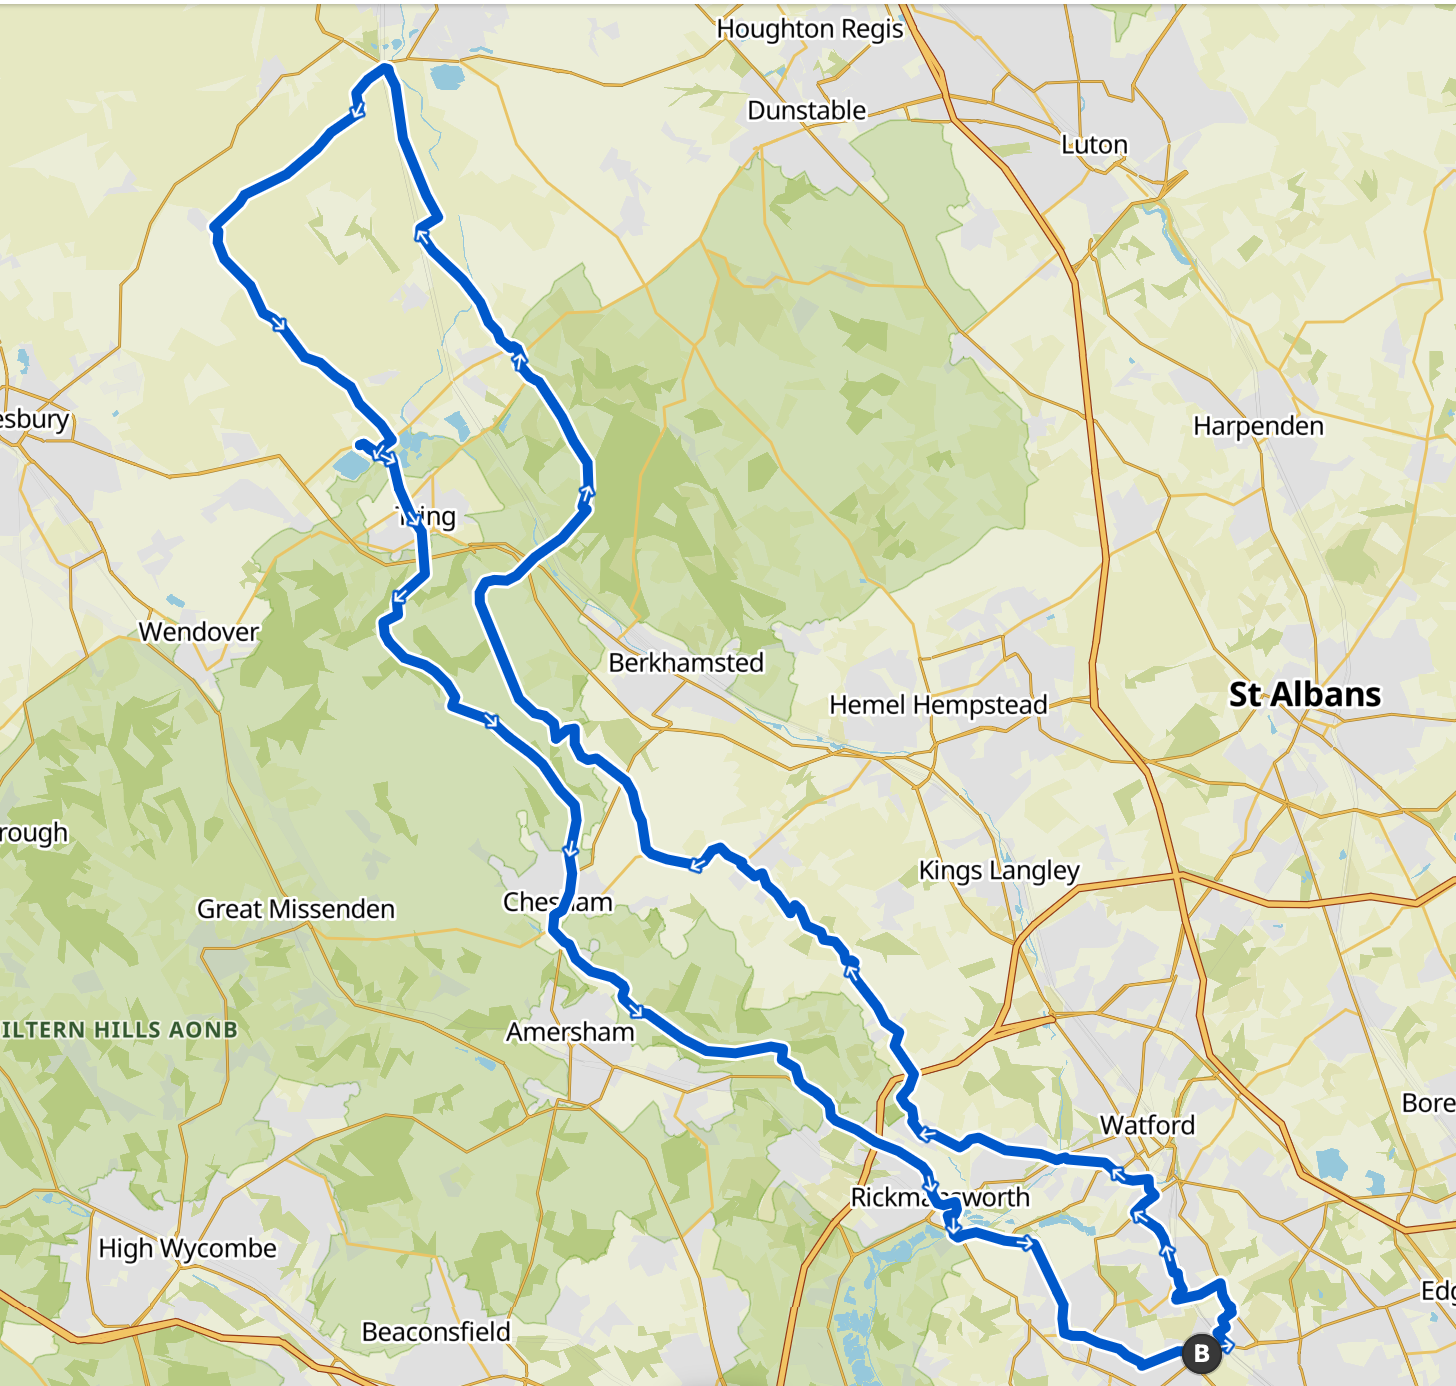 Houghton Regis
Dunstable
Luton
esbury
Harpenden
Tring
Wendover
Berkhamsted
St Albans
Hemel Hempstead
rough
Kings Langley
Chesham
Great Missenden
ILTERN HILLS AONB
Amersham
Bore
Watford
Rickmansworth
High Wycombe
Edg
Beaconsfield
B